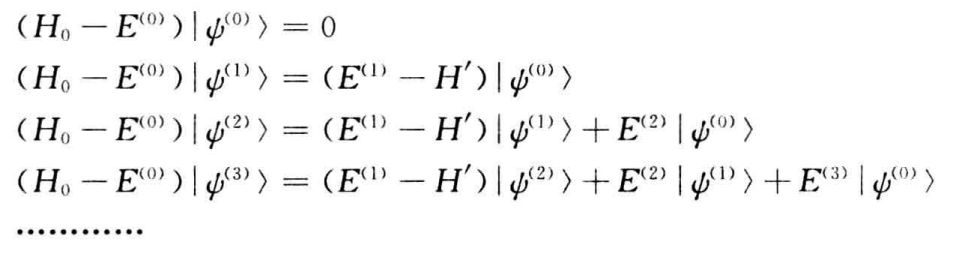 (H₀ − E⁽⁰⁾)|ψ⁽⁰⁾⟩ = 0
(H₀ − E⁽⁰⁾)|ψ⁽¹⁾⟩ = (E⁽¹⁾ − H′)|ψ⁽⁰⁾⟩
(H₀ − E⁽⁰⁾)|ψ⁽²⁾⟩ = (E⁽¹⁾ − H′)|ψ⁽¹⁾⟩ + E⁽²⁾|ψ⁽⁰⁾⟩
(H₀ − E⁽⁰⁾)|ψ⁽³⁾⟩ = (E⁽¹⁾ − H′)|ψ⁽²⁾⟩ + E⁽²⁾|ψ⁽¹⁾⟩ + E⁽³⁾|ψ⁽⁰⁾⟩
…………